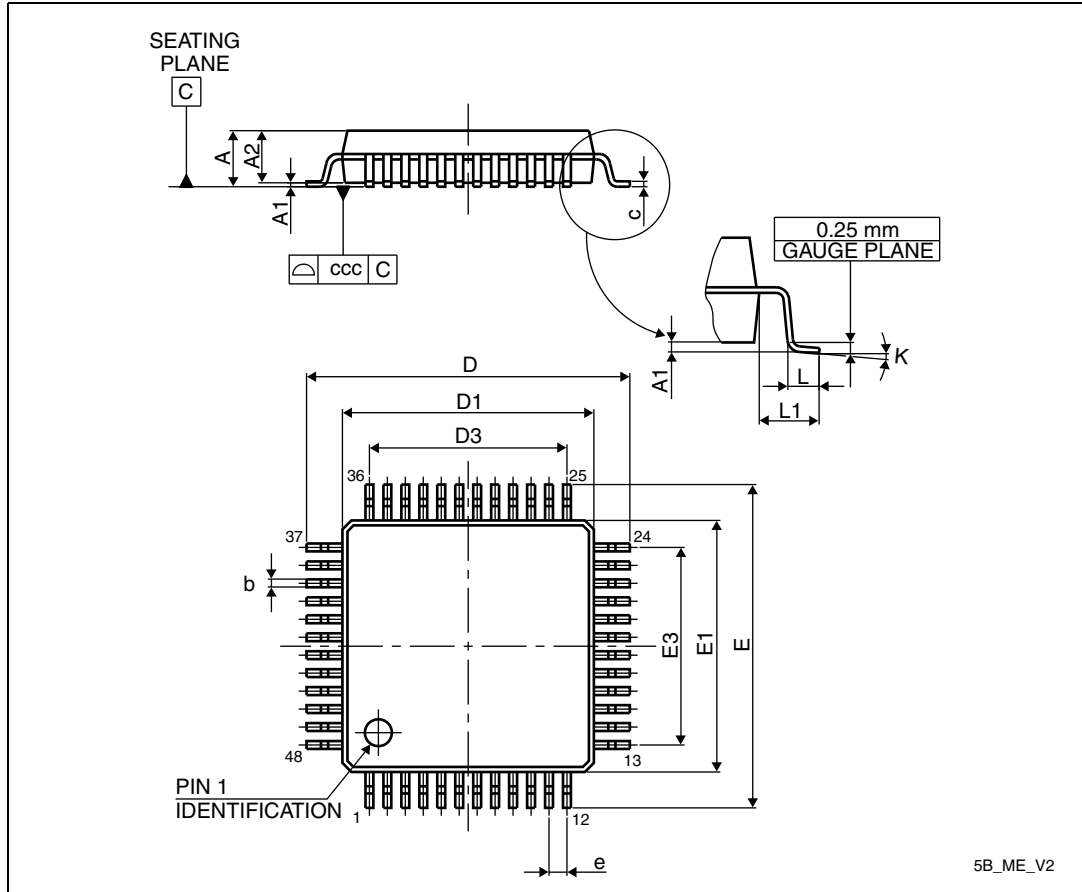 SEATING
PLANE
C
A
A2
A1
c
ccc C
0.25 mm
GAUGE PLANE
A1
K
L
L1
D
D1
D3
36
25
37
24
b
E3
E1
E
48
13
PIN 1
IDENTIFICATION
1
12
e
5B_ME_V2